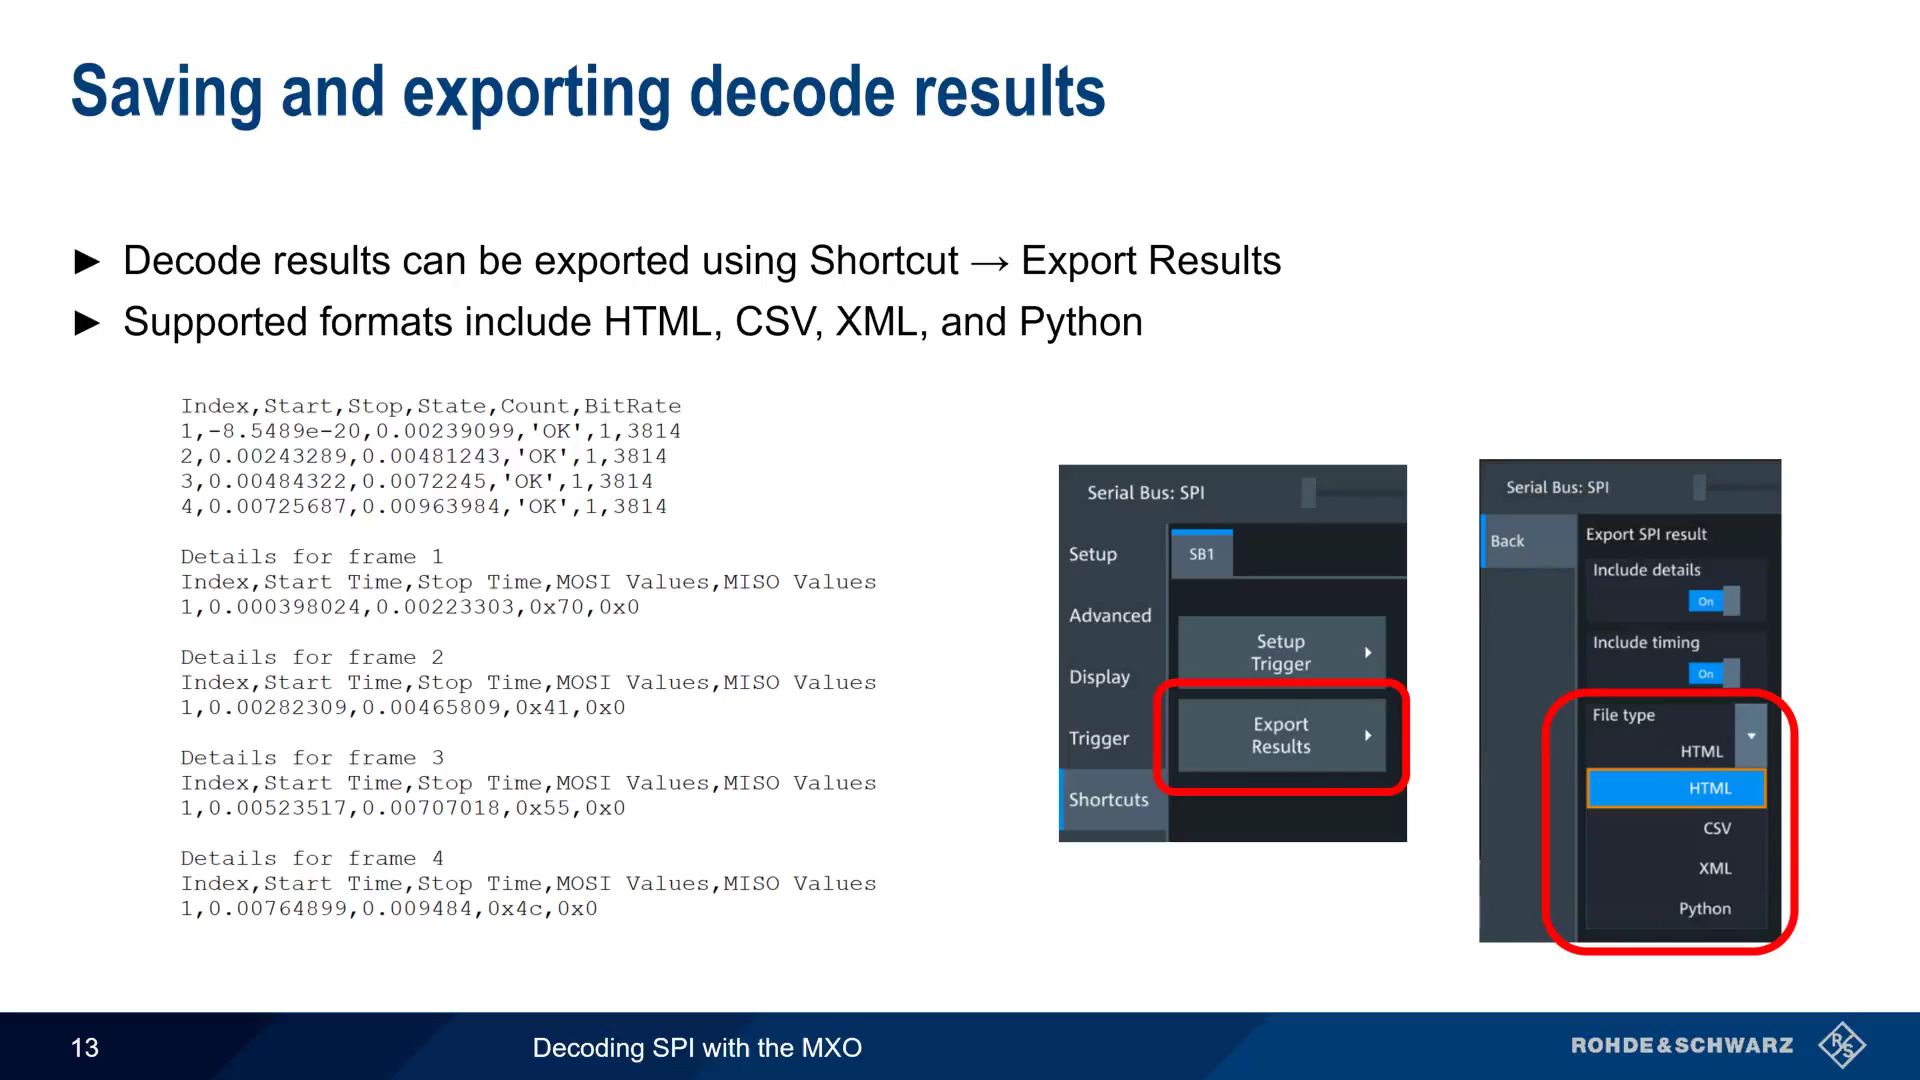 Saving and exporting decode results
► Decode results can be exported using Shortcut → Export Results
► Supported formats include HTML, CSV, XML, and Python
Index,Start,Stop,State,Count,BitRate
1,-8.5489e-20,0.00239099,'OK',1,3814
2,0.00243289,0.00481243,'OK',1,3814
3,0.00484322,0.0072245,'OK',1,3814
4,0.00725687,0.00963984,'OK',1,3814
Details for frame 1
Index,Start Time,Stop Time,MOSI Values,MISO Values
1,0.000398024,0.00223303,0x70,0x0
Details for frame 2
Index,Start Time,Stop Time,MOSI Values,MISO Values
1,0.00282309,0.00465809,0x41,0x0
Details for frame 3
Index,Start Time,Stop Time,MOSI Values,MISO Values
1,0.00523517,0.00707018,0x55,0x0
Details for frame 4
Index,Start Time,Stop Time,MOSI Values,MISO Values
1,0.00764899,0.009484,0x4c,0x0
Serial Bus: SPI
Setup
Advanced
Display
Trigger
Shortcuts
SB1
Setup
Trigger
Export
Results
Serial Bus: SPI
Back
Export SPI result
Include details
On
Include timing
On
File type
HTML
HTML
CSV
XML
Python
13
Decoding SPI with the MXO
ROHDE&SCHWARZ
R&S